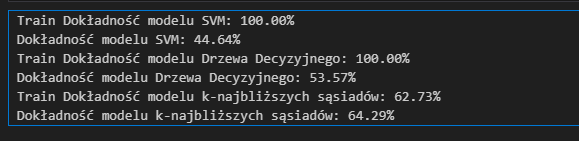 Train Dokładność modelu SVM: 100.00%
Dokładność modelu SVM: 44.64%
Train Dokładność modelu Drzewa Decyzyjnego: 100.00%
Dokładność modelu Drzewa Decyzyjnego: 53.57%
Train Dokładność modelu k-najbliższych sąsiadów: 62.73%
Dokładność modelu k-najbliższych sąsiadów: 64.29%